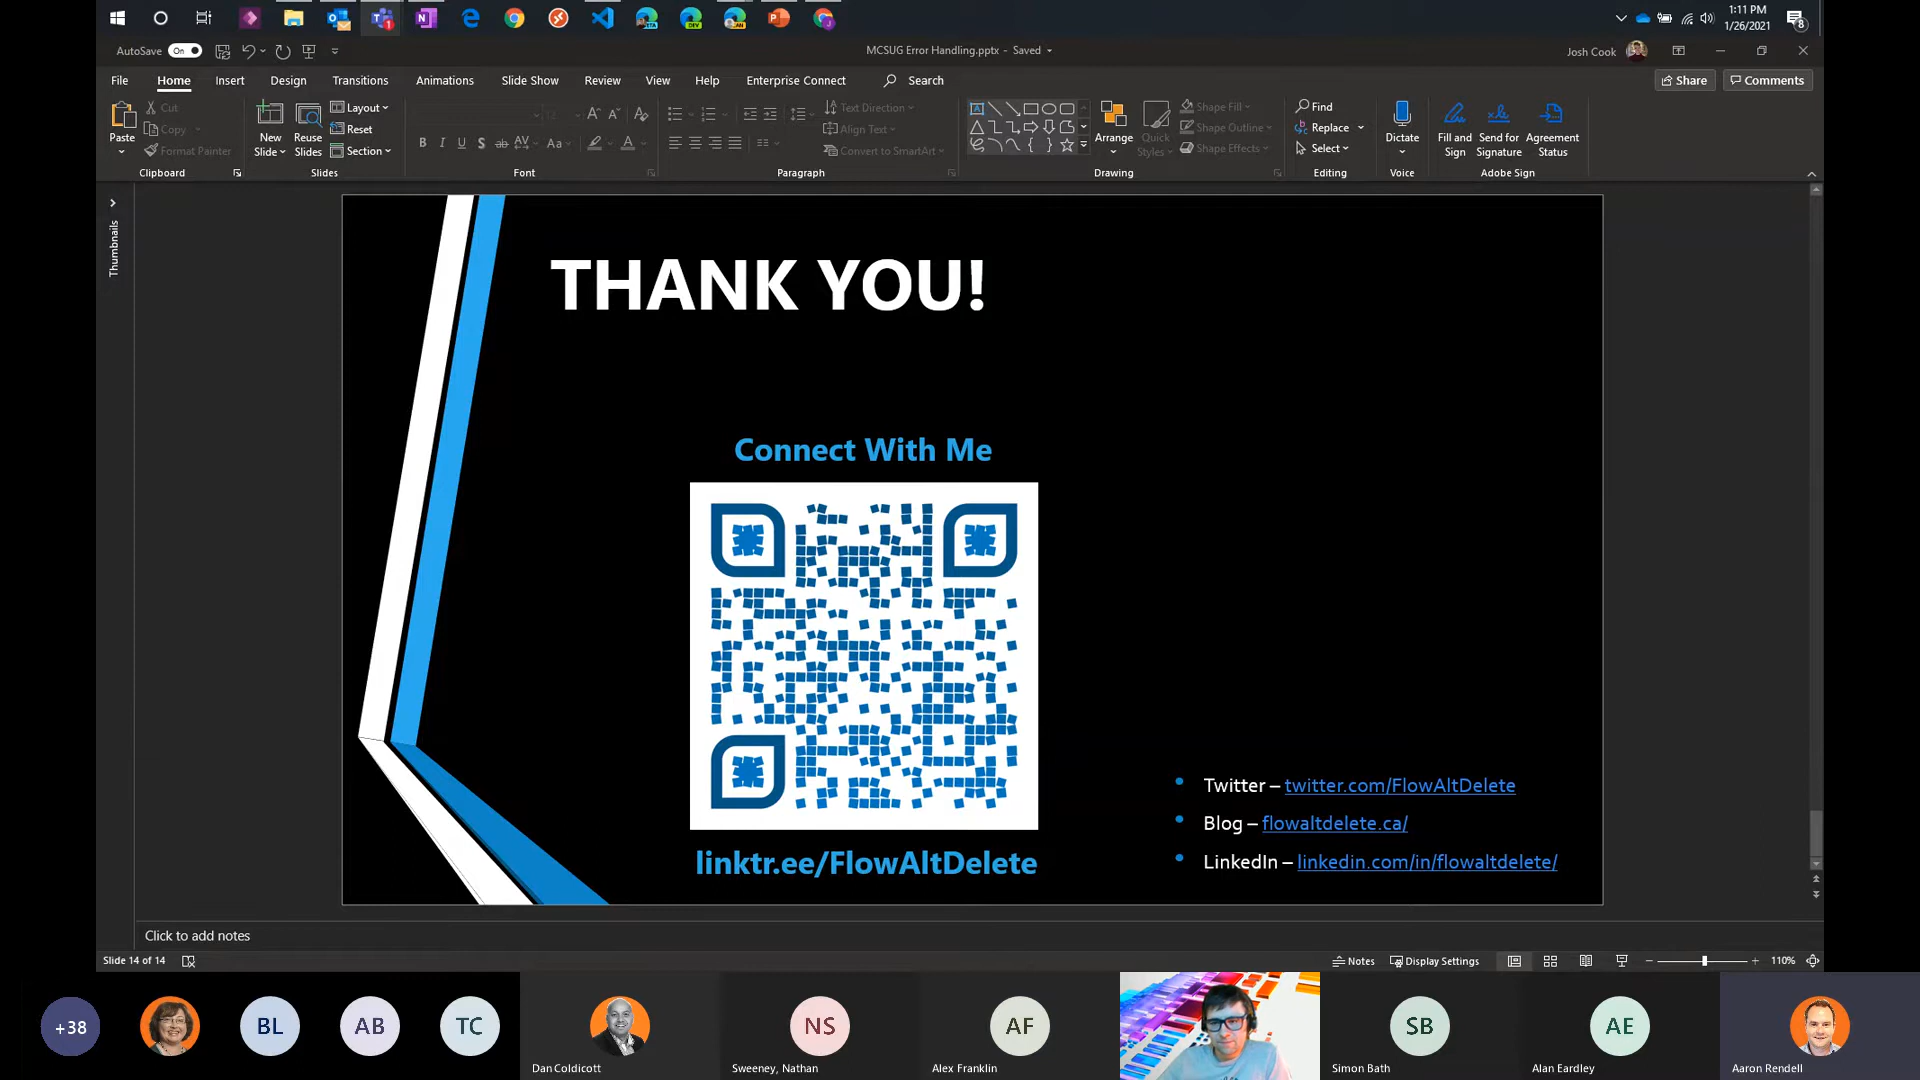 1:11 PM
1/26/2021
8
AutoSave On
MCSUG Error Handling.pptx - Saved
Josh Cook
File Home Insert Design Transitions Animations Slide Show Review View Help Enterprise Connect Search
Share Comments
Paste
Cut
Copy
Format Painter
Clipboard
New Slide
Reuse Slides
Layout
Reset
Section
Slides
12
B I U S ab AV Aa A
Font
Text Direction
Align Text
Convert to SmartArt
Paragraph
Arrange
Quick Styles
Shape Fill
Shape Outline
Shape Effects
Drawing
Find
Replace
Select
Editing
Dictate
Voice
Fill and Sign
Send for Signature
Agreement Status
Adobe Sign
Thumbnails
THANK YOU!
Connect With Me
linktr.ee/FlowAltDelete
Twitter – twitter.com/FlowAltDelete
Blog – flowaltdelete.ca/
LinkedIn – linkedin.com/in/flowaltdelete/
Click to add notes
Slide 14 of 14
Notes Display Settings 110%
+38 BL AB TC NS AF SB AE
Dan Coldicott Sweeney, Nathan Alex Franklin Simon Bath Alan Eardley Aaron Rendell